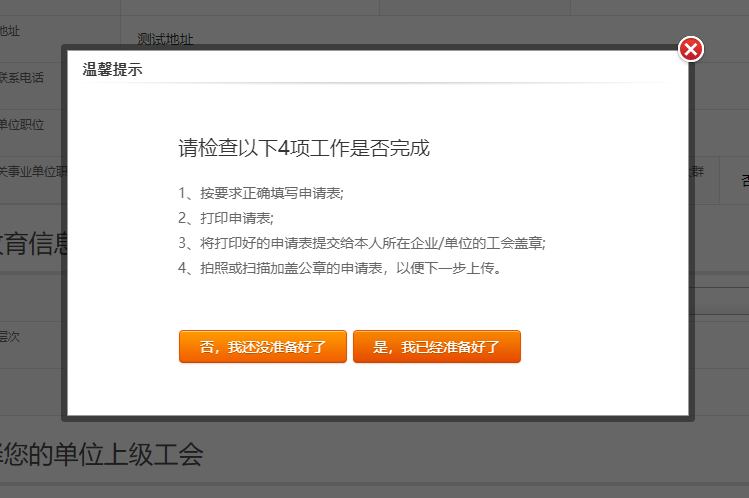 地址
测试地址
温馨提示
联系电话
请检查以下4项工作是否完成
单位职位
关事业单位职
群
否
1、按要求正确填写申请表;
2、打印申请表;
3、将打印好的申请表提交给本人所在企业/单位的工会盖章;
4、拍照或扫描加盖公章的申请表，以便下一步上传。
育信息
层次
否，我还没准备好了
是，我已经准备好了
您的单位上级工会